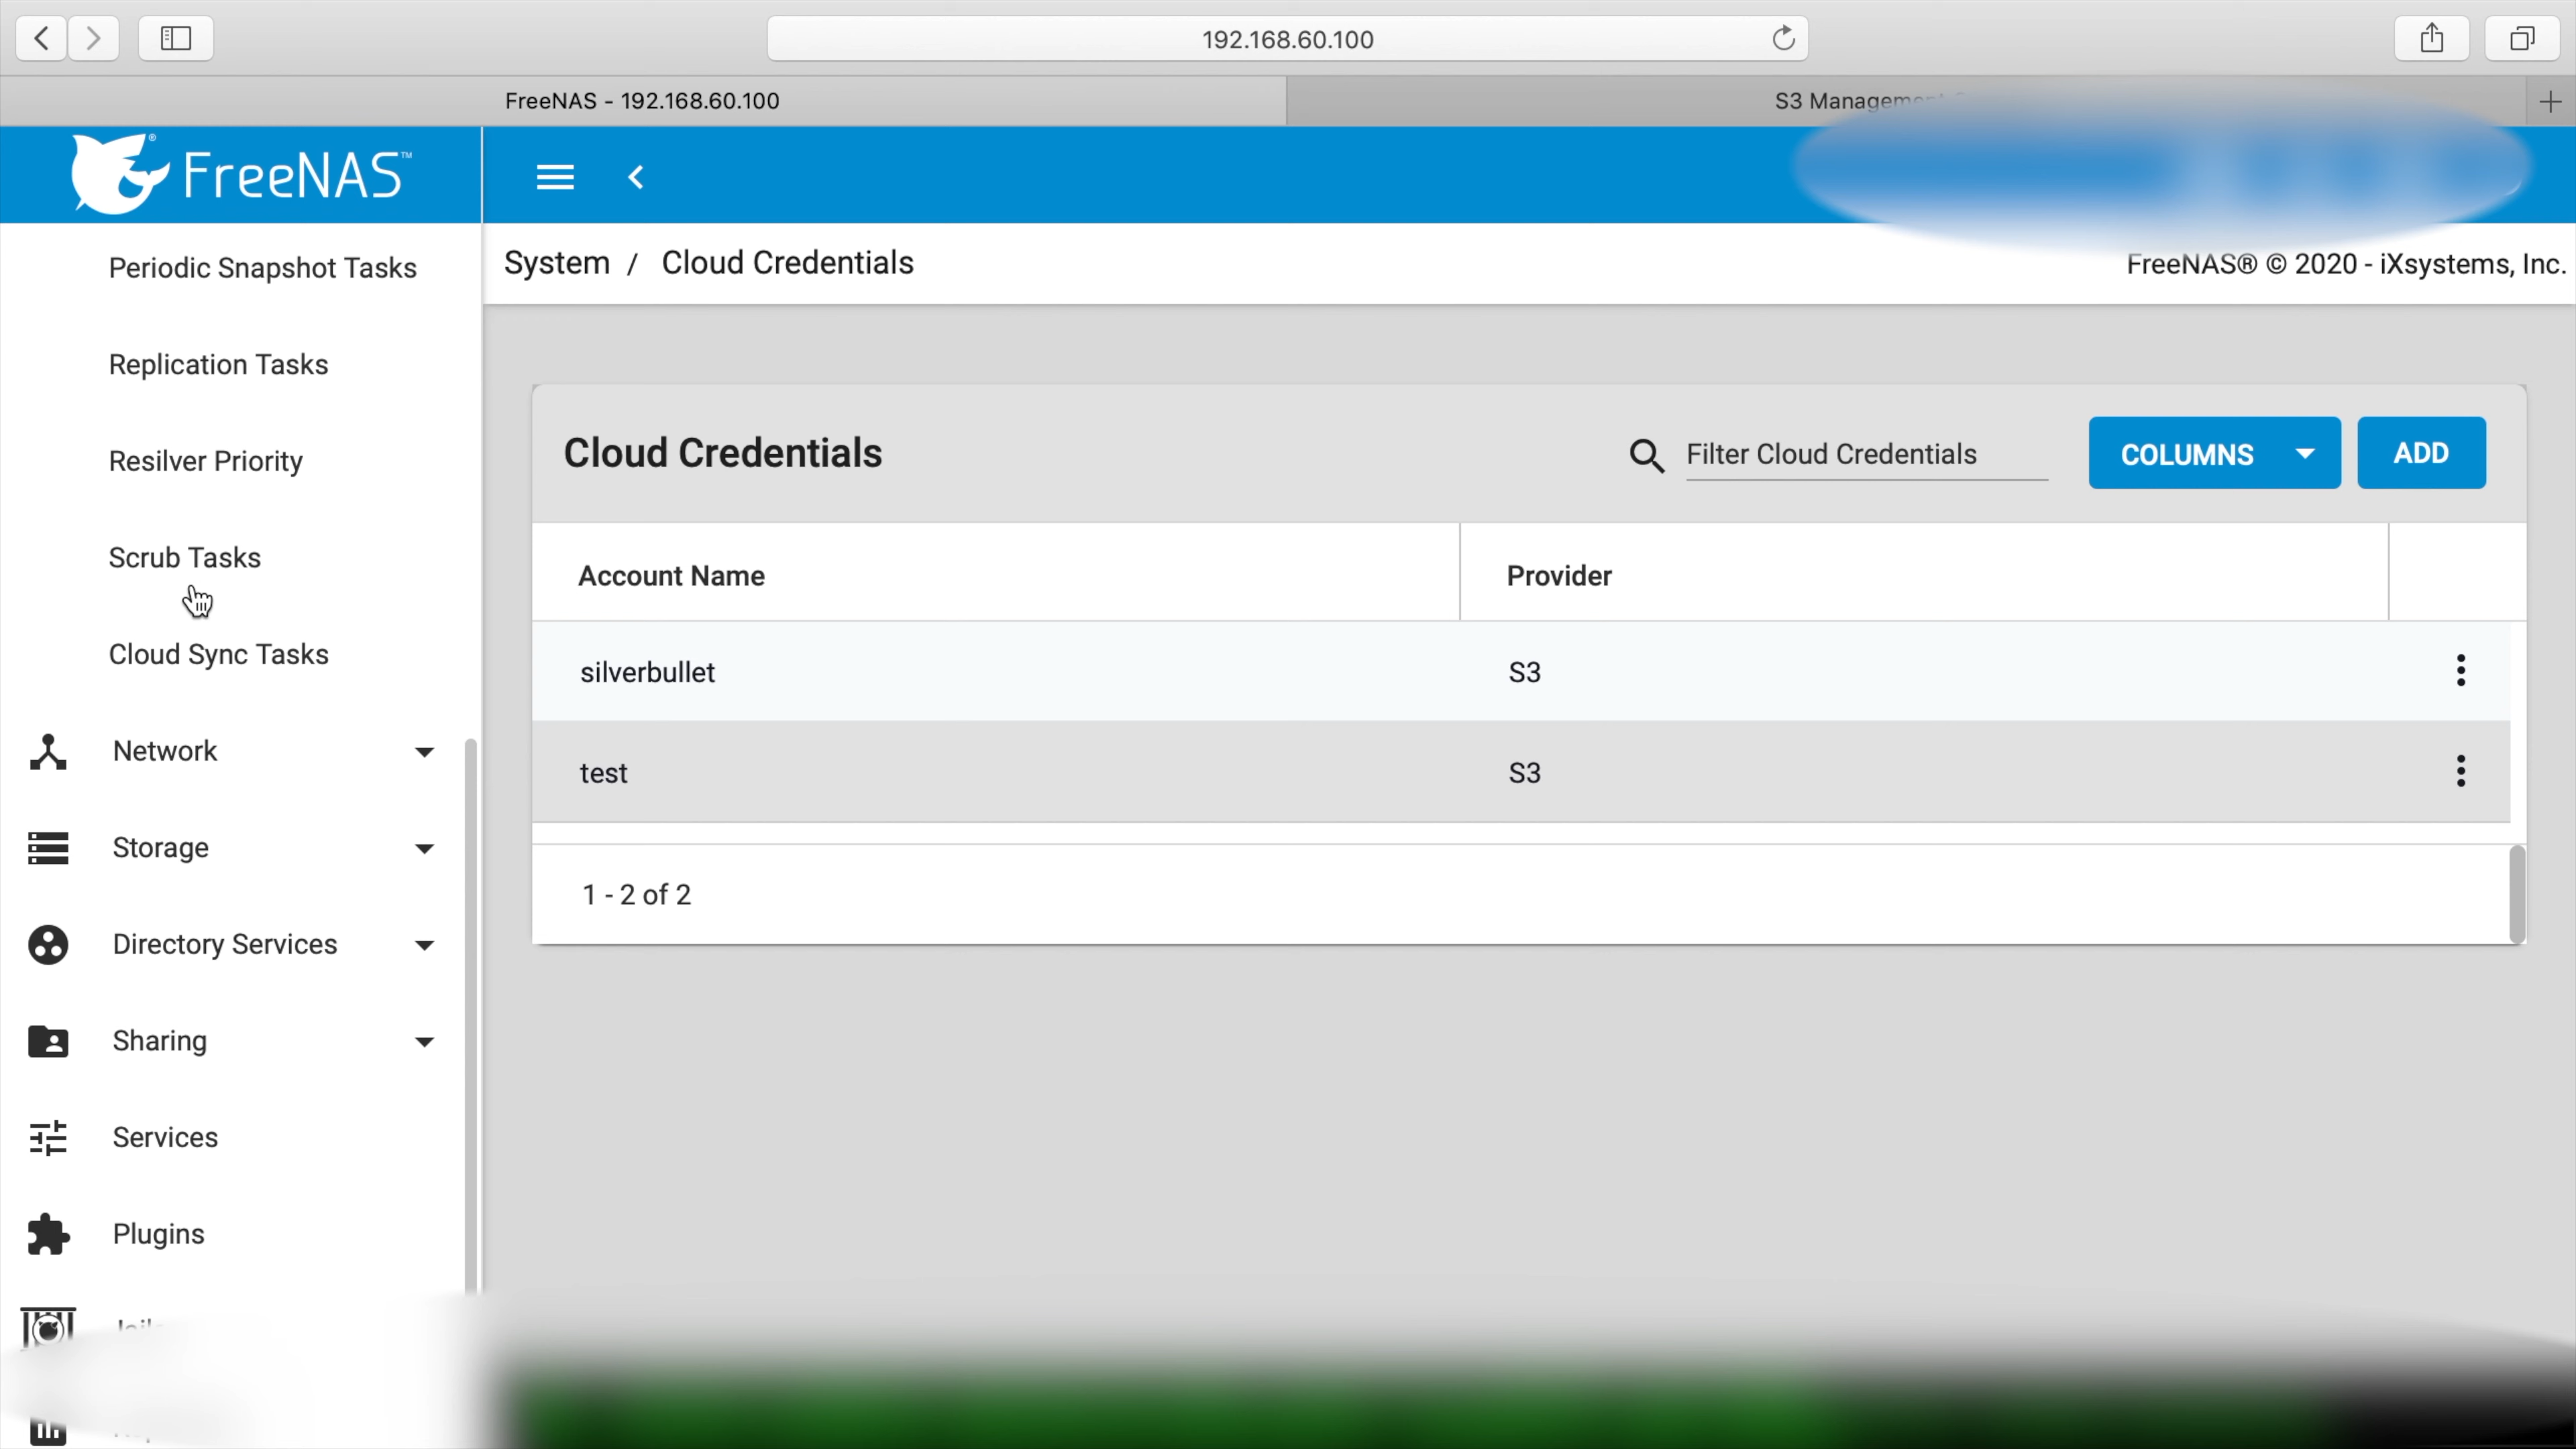 192.168.60.100
FreeNAS - 192.168.60.100
S3 Management
FreeNAS™
System / Cloud Credentials
FreeNAS® © 2020 - iXsystems, Inc.
Periodic Snapshot Tasks
Replication Tasks
Resilver Priority
Scrub Tasks
Cloud Sync Tasks
Network
Storage
Directory Services
Sharing
Services
Plugins
Cloud Credentials
Filter Cloud Credentials
COLUMNS
ADD
Account Name
Provider
silverbullet
S3
test
S3
1 - 2 of 2